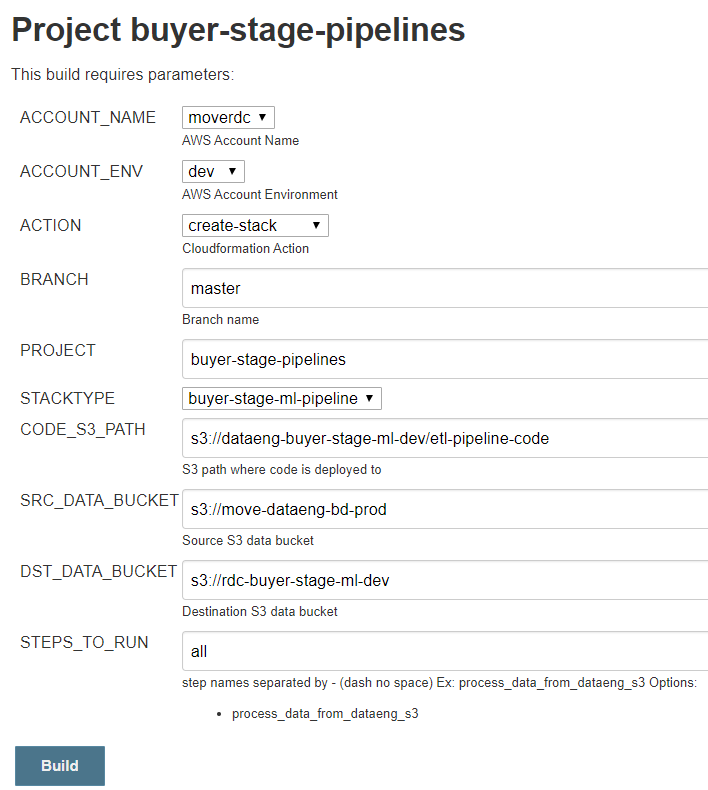 Project buyer-stage-pipelines
This build requires parameters:
ACCOUNT_NAME moverdc
AWS Account Name
ACCOUNT_ENV dev
AWS Account Environment
ACTION create-stack
Cloudformation Action
BRANCH master
Branch name
PROJECT buyer-stage-pipelines
STACKTYPE buyer-stage-ml-pipeline
CODE_S3_PATH s3://dataeng-buyer-stage-ml-dev/etl-pipeline-code
S3 path where code is deployed to
SRC_DATA_BUCKET s3://move-dataeng-bd-prod
Source S3 data bucket
DST_DATA_BUCKET s3://rdc-buyer-stage-ml-dev
Destination S3 data bucket
STEPS_TO_RUN all
step names separated by - (dash no space) Ex: process_data_from_dataeng_s3 Options:
• process_data_from_dataeng_s3
Build